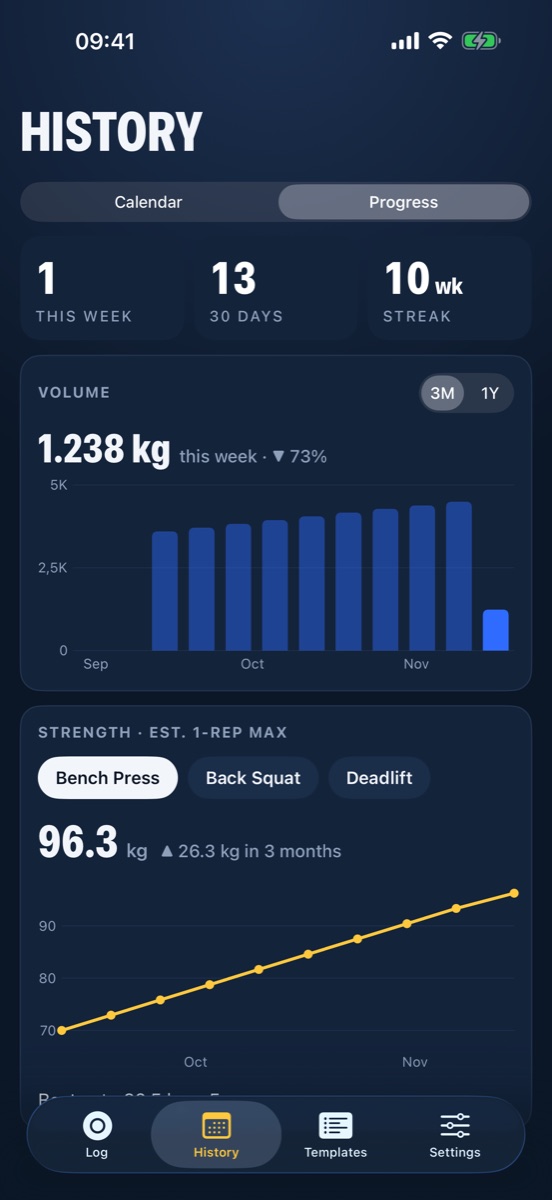 09:41
HISTORY
Calendar Progress
1 13 10 wk
THIS WEEK 30 DAYS STREAK
VOLUME 3M 1Y
1.238 kg this week · ▼ 73%
5K
2,5K
0
Sep Oct Nov
STRENGTH · EST. 1-REP MAX
Bench Press Back Squat Deadlift
96.3 kg ▲ 26.3 kg in 3 months
90
80
70
Oct Nov
Log History Templates Settings